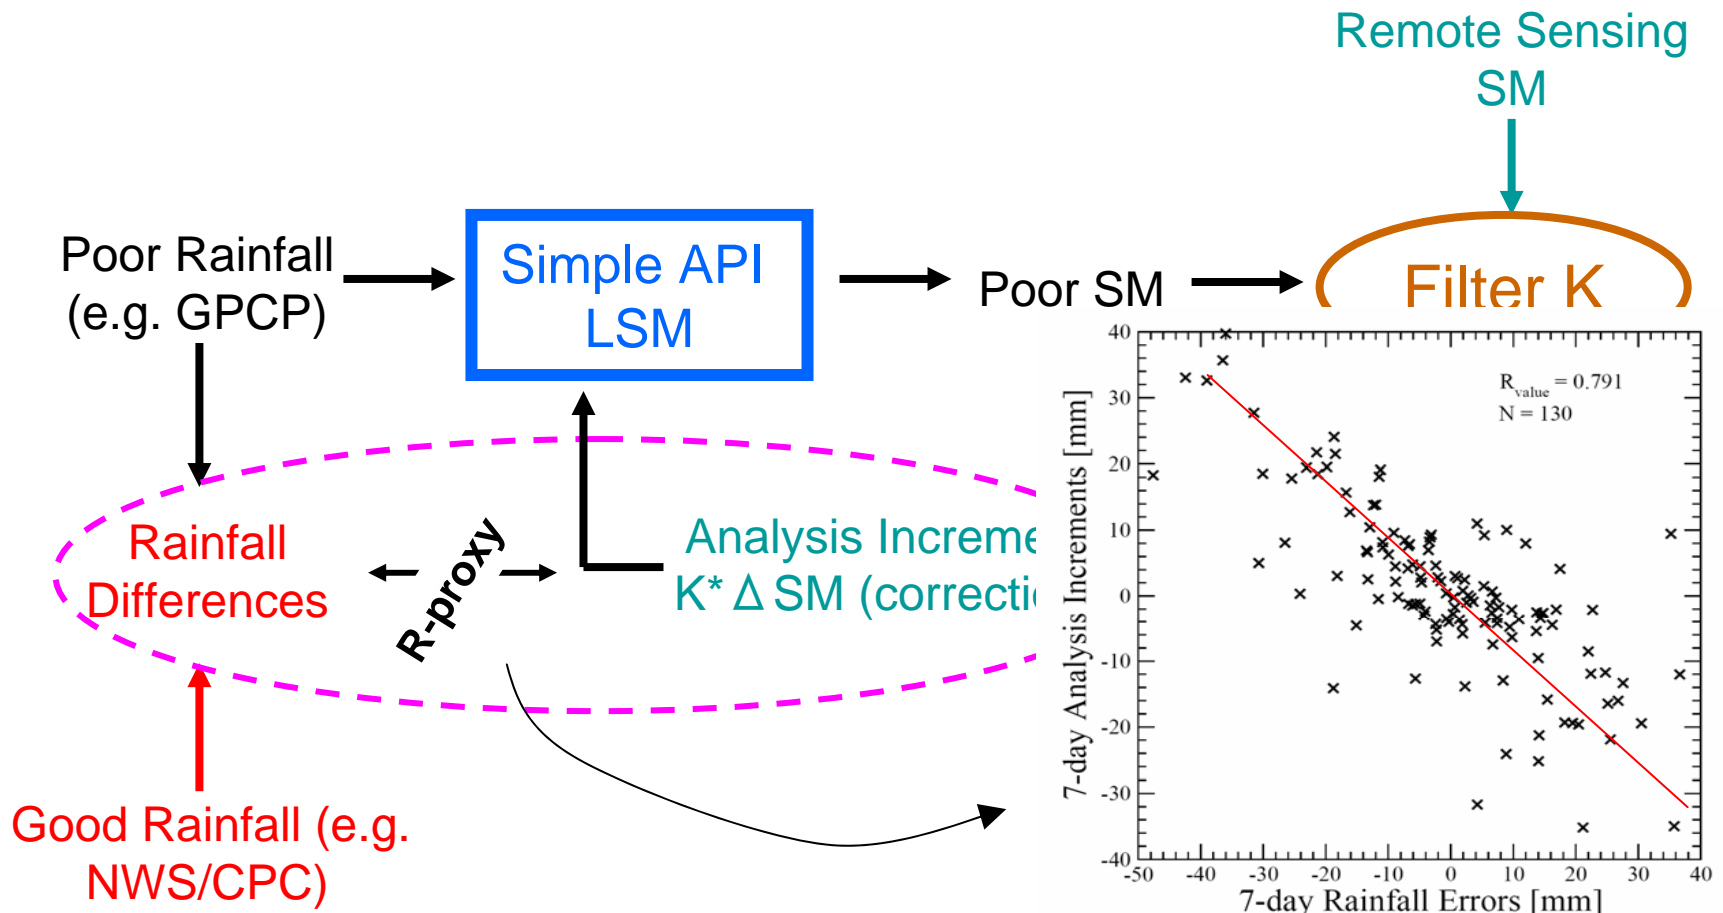 Remote Sensing
SM
Poor Rainfall
(e.g. GPCP)
Simple API
LSM
Poor SM
Filter K
Rainfall
Differences
R-proxy
Analysis Increme
K* Δ SM (correcti
Good Rainfall (e.g.
NWS/CPC)
R value = 0.791
N = 130
7-day Analysis Increments [mm]
40
30
20
10
0
-10
-20
-30
-40
-50 -40 -30 -20 -10 0 10 20 30 40
7-day Rainfall Errors [mm]